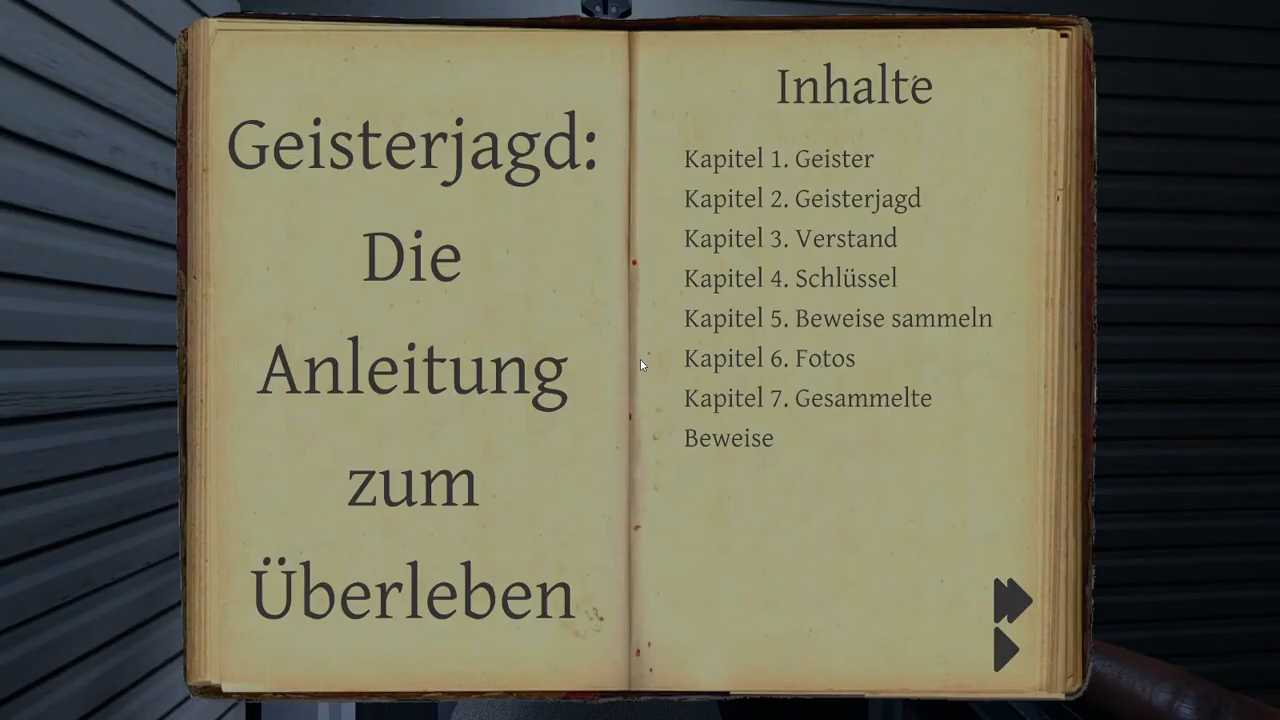 Geisterjagd:
Die
Anleitung
zum
Überleben
Inhalte
Kapitel 1. Geister
Kapitel 2. Geisterjagd
Kapitel 3. Verstand
Kapitel 4. Schlüssel
Kapitel 5. Beweise sammeln
Kapitel 6. Fotos
Kapitel 7. Gesammelte
Beweise